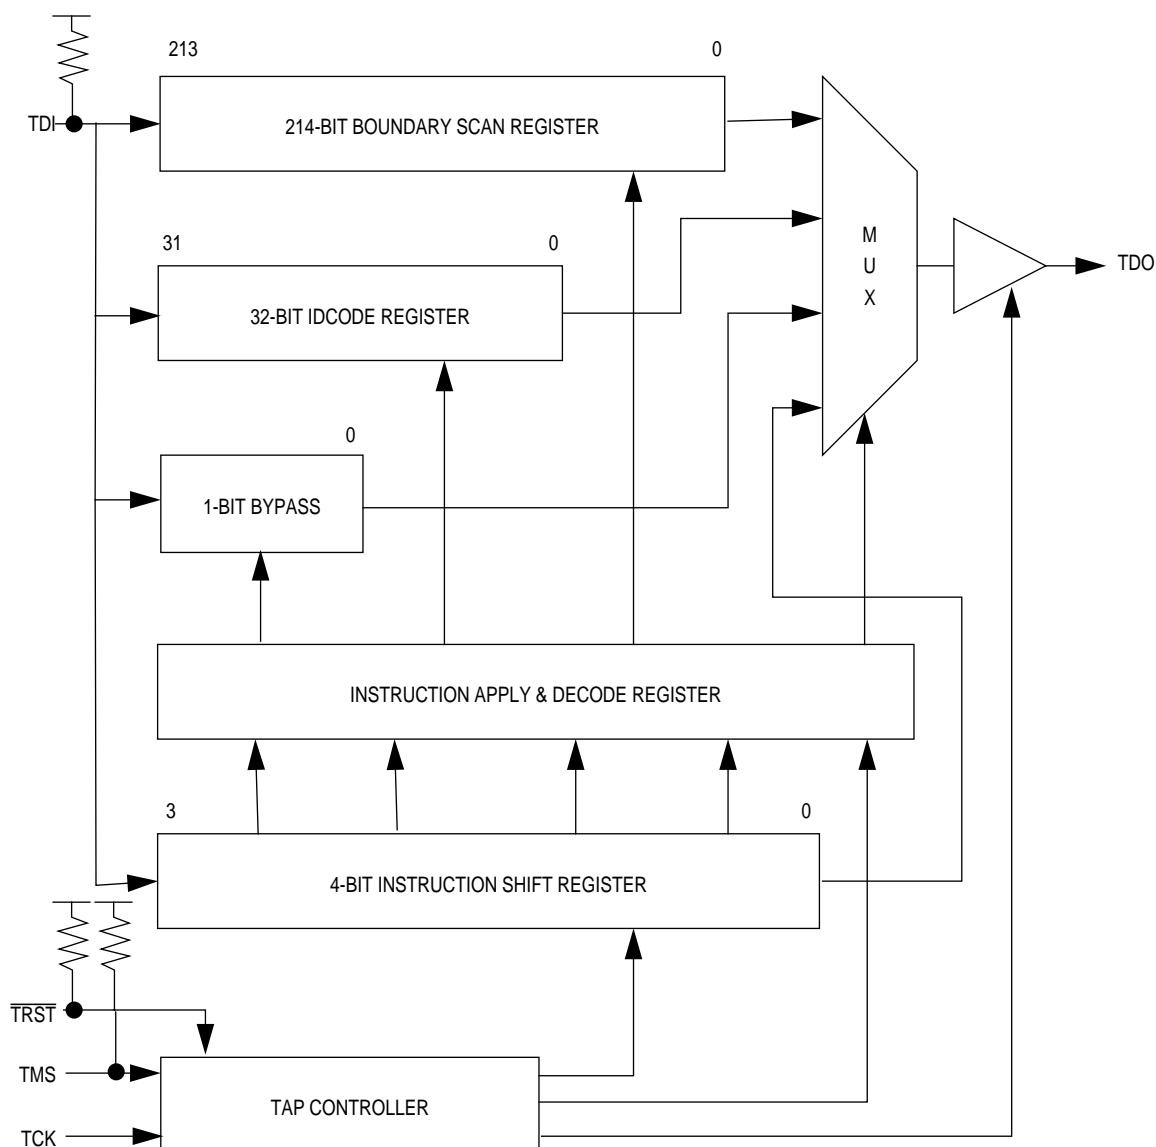 213 0
TDI
214-BIT BOUNDARY SCAN REGISTER
M
U
X
TDO
31 0
32-BIT IDCODE REGISTER
0
1-BIT BYPASS
INSTRUCTION APPLY & DECODE REGISTER
3 0
4-BIT INSTRUCTION SHIFT REGISTER
TRST
TMS
TAP CONTROLLER
TCK